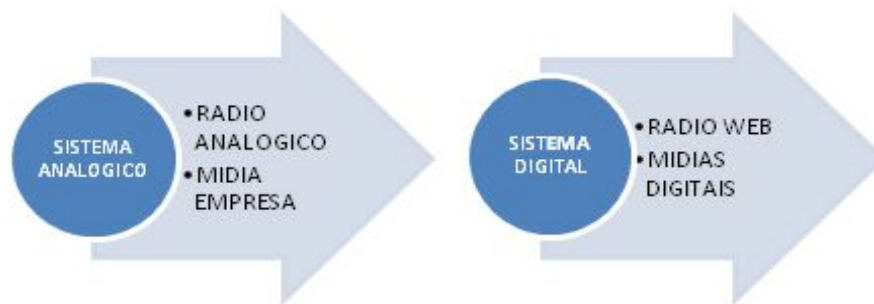 SISTEMA
ANALOGICO
•RADIO
ANALOGICO
•MIDIA
EMPRESA
SISTEMA
DIGITAL
•RADIO WEB
•MIDIAS
DIGITAIS